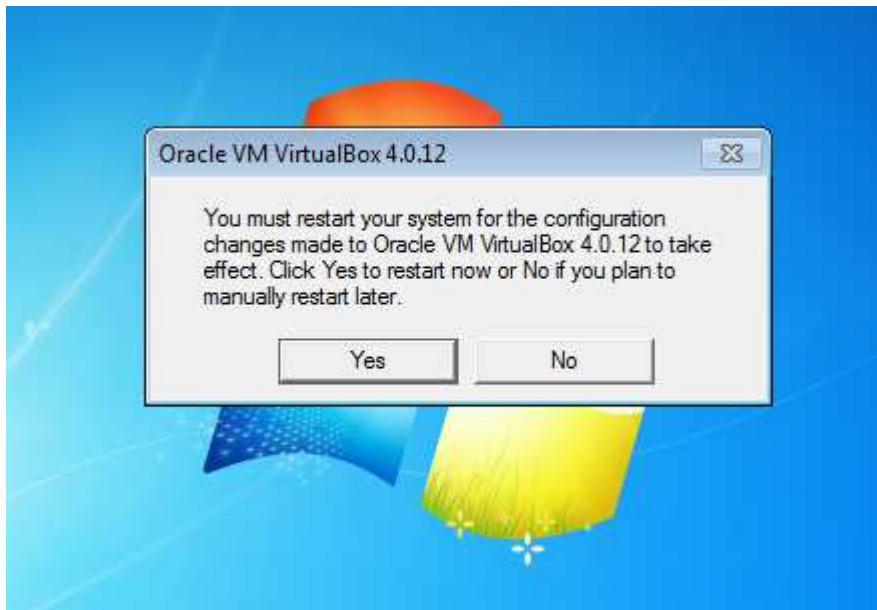 Oracle VM VirtualBox 4.0.12
You must restart your system for the configuration
changes made to Oracle VM VirtualBox 4.0.12 to take
effect. Click Yes to restart now or No if you plan to
manually restart later.
Yes
No